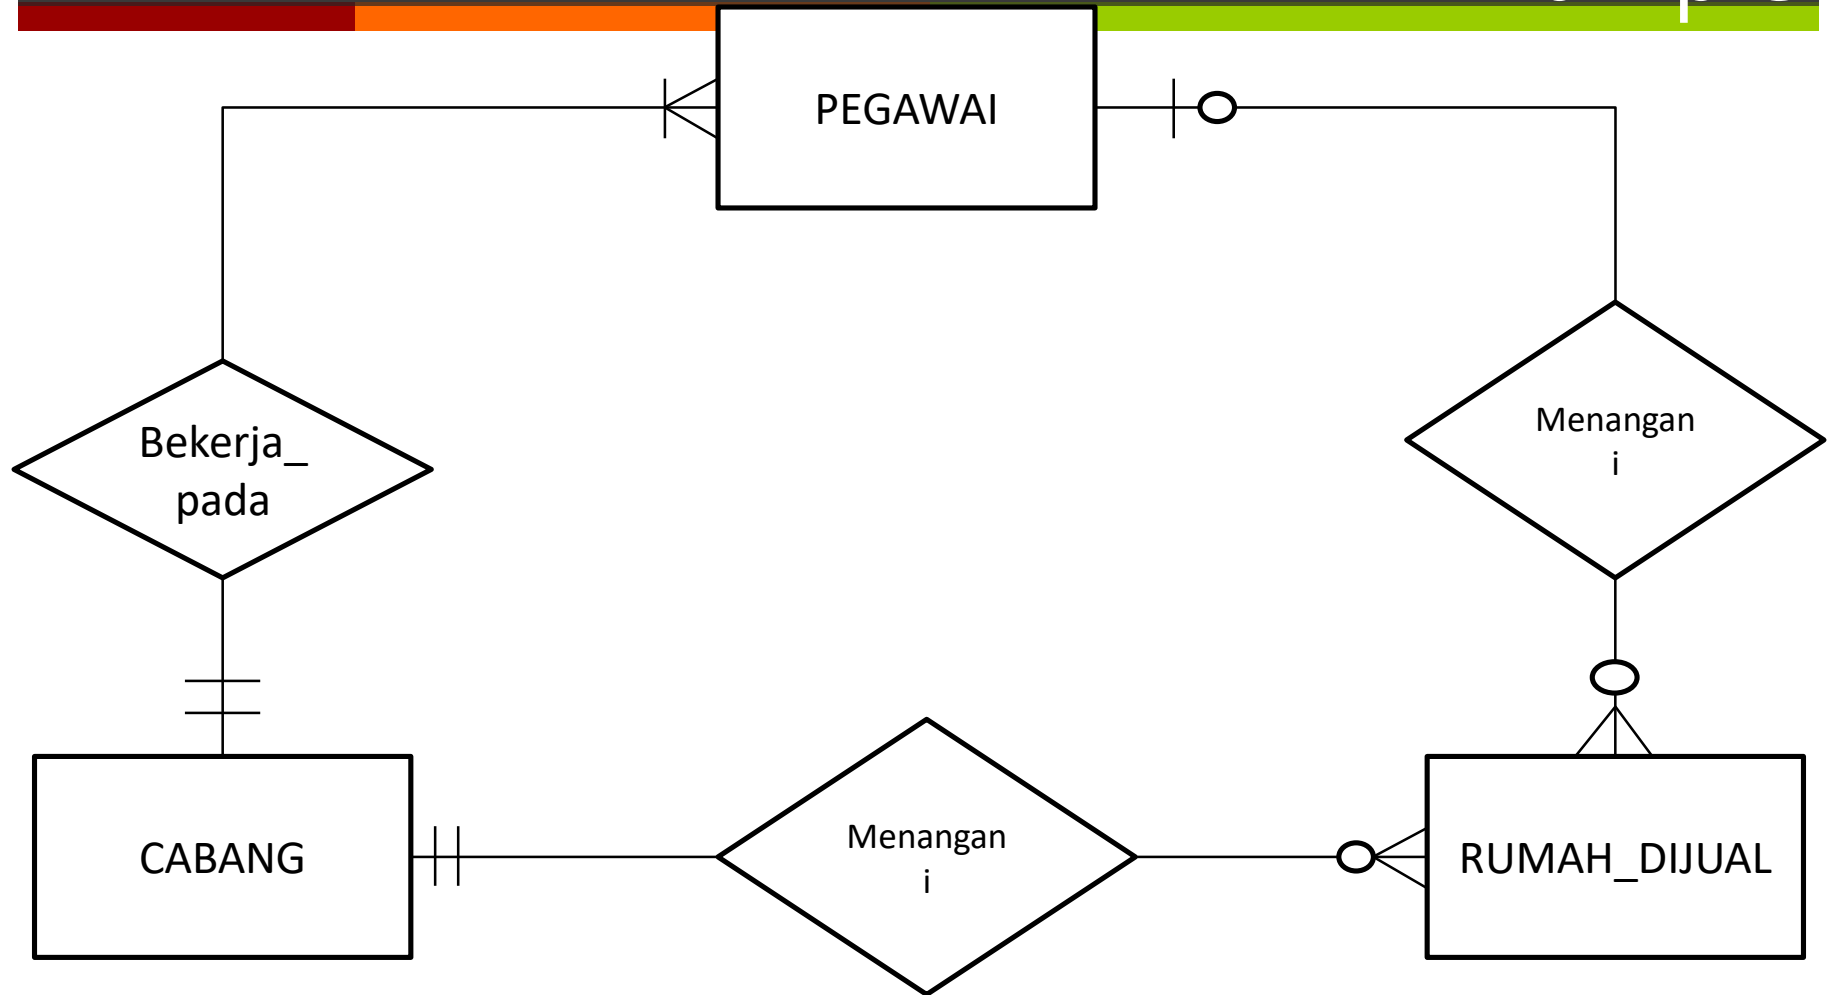 PEGAWAI
Menangan
i
Bekerja_
pada
Menangan
i
CABANG
RUMAH_DIJUAL